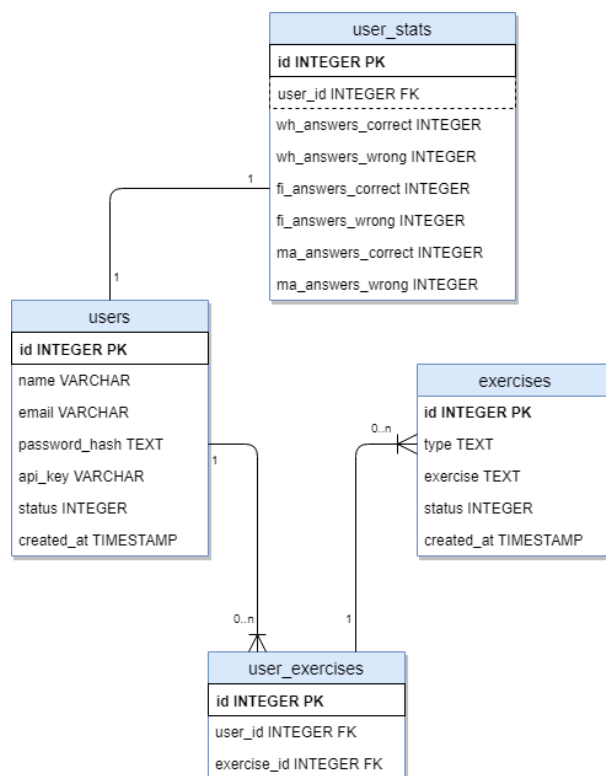 user_stats
id INTEGER PK
user_id INTEGER FK
wh_answers_correct INTEGER
wh_answers_wrong INTEGER
fi_answers_correct INTEGER
fi_answers_wrong INTEGER
ma_answers_correct INTEGER
ma_answers_wrong INTEGER
1
1
users
id INTEGER PK
name VARCHAR
email VARCHAR
password_hash TEXT
api_key VARCHAR
status INTEGER
created_at TIMESTAMP
exercises
id INTEGER PK
type TEXT
exercise TEXT
status INTEGER
created_at TIMESTAMP
0..n
1
0..n
1
user_exercises
id INTEGER PK
user_id INTEGER FK
exercise_id INTEGER FK